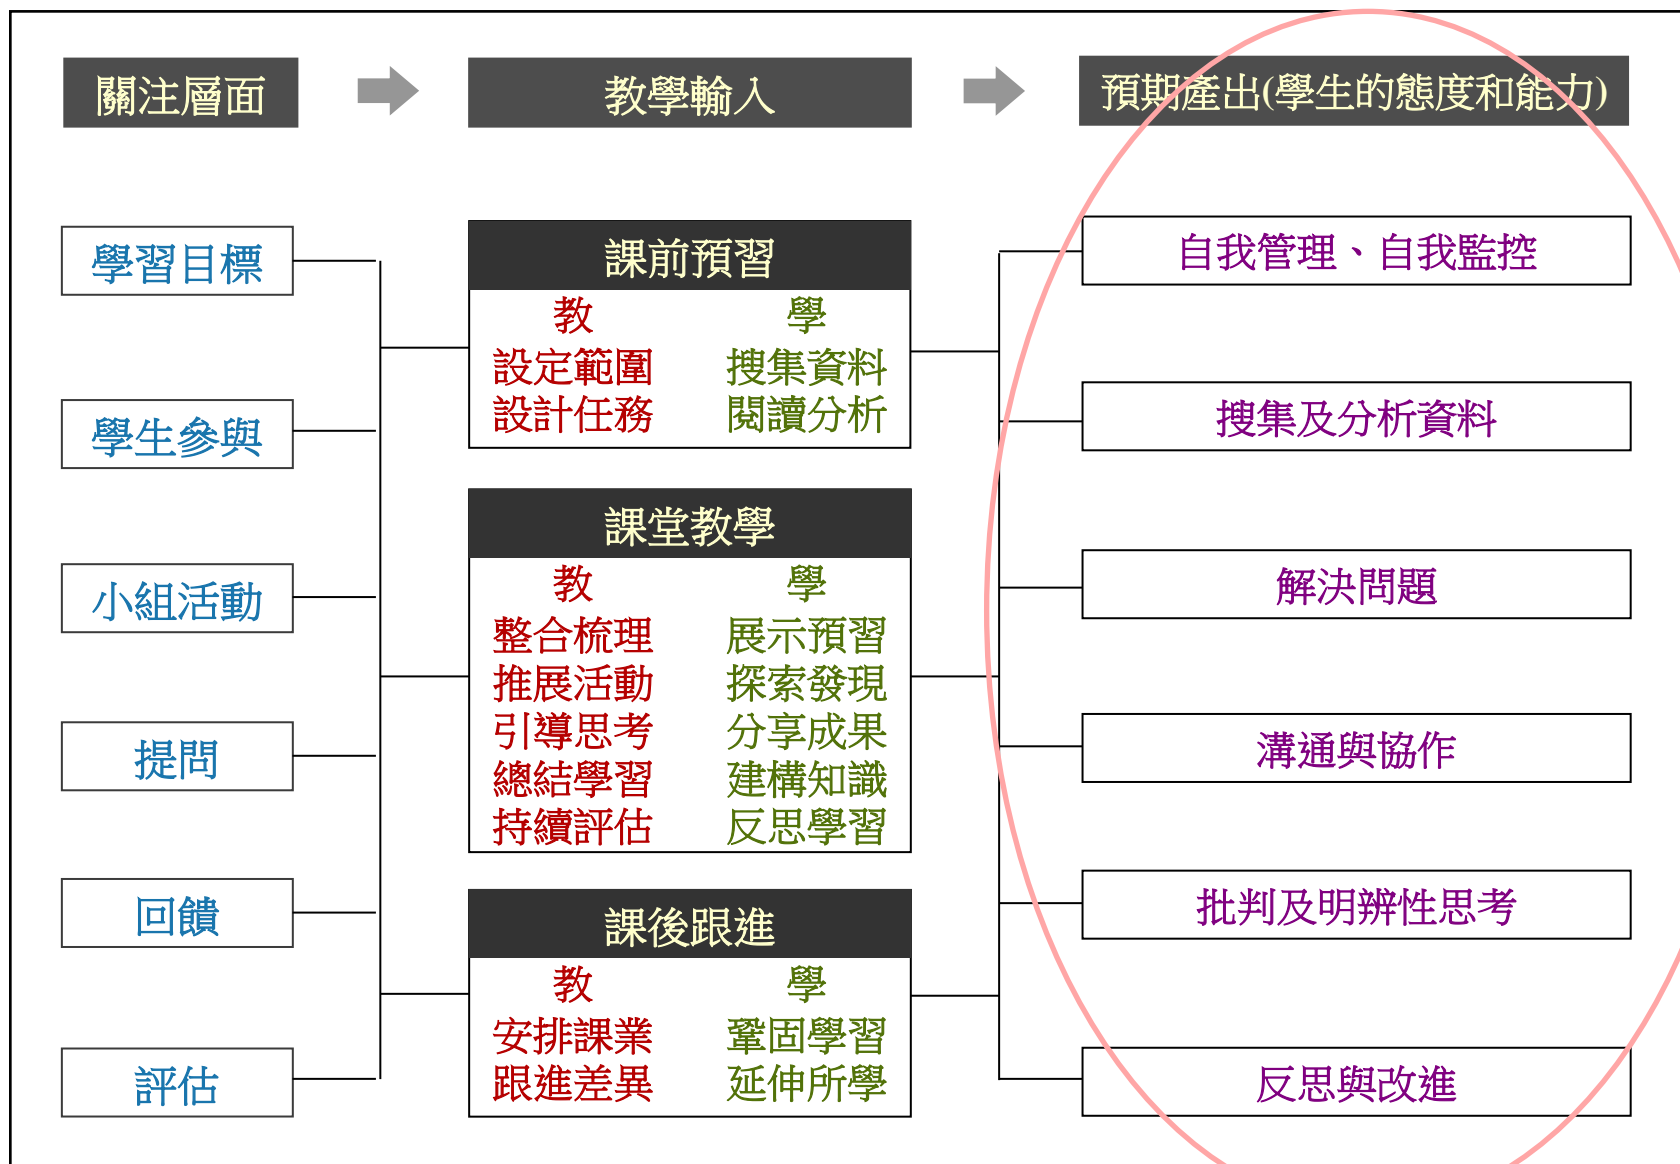 關注層面
教學輸入
預期產出(學生的態度和能力)
學習目標
學生參與
小組活動
提問
回饋
評估
課前預習
教 學
設定範圍 搜集資料
設計任務 閱讀分析
課堂教學
教 學
整合梳理 展示預習
推展活動 探索發現
引導思考 分享成果
總結學習 建構知識
持續評估 反思學習
課後跟進
教 學
安排課業 鞏固學習
跟進差異 延伸所學
自我管理、自我監控
搜集及分析資料
解決問題
溝通與協作
批判及明辨性思考
反思與改進